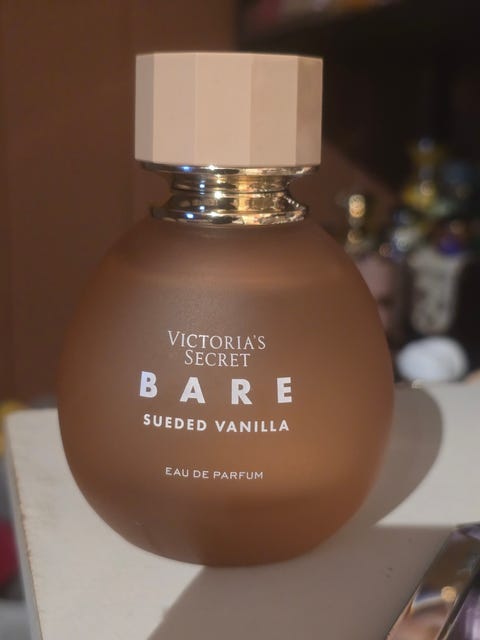 VICTORIA'S
SECRET
BARE
SUEDED VANILLA
EAU DE PARFUM